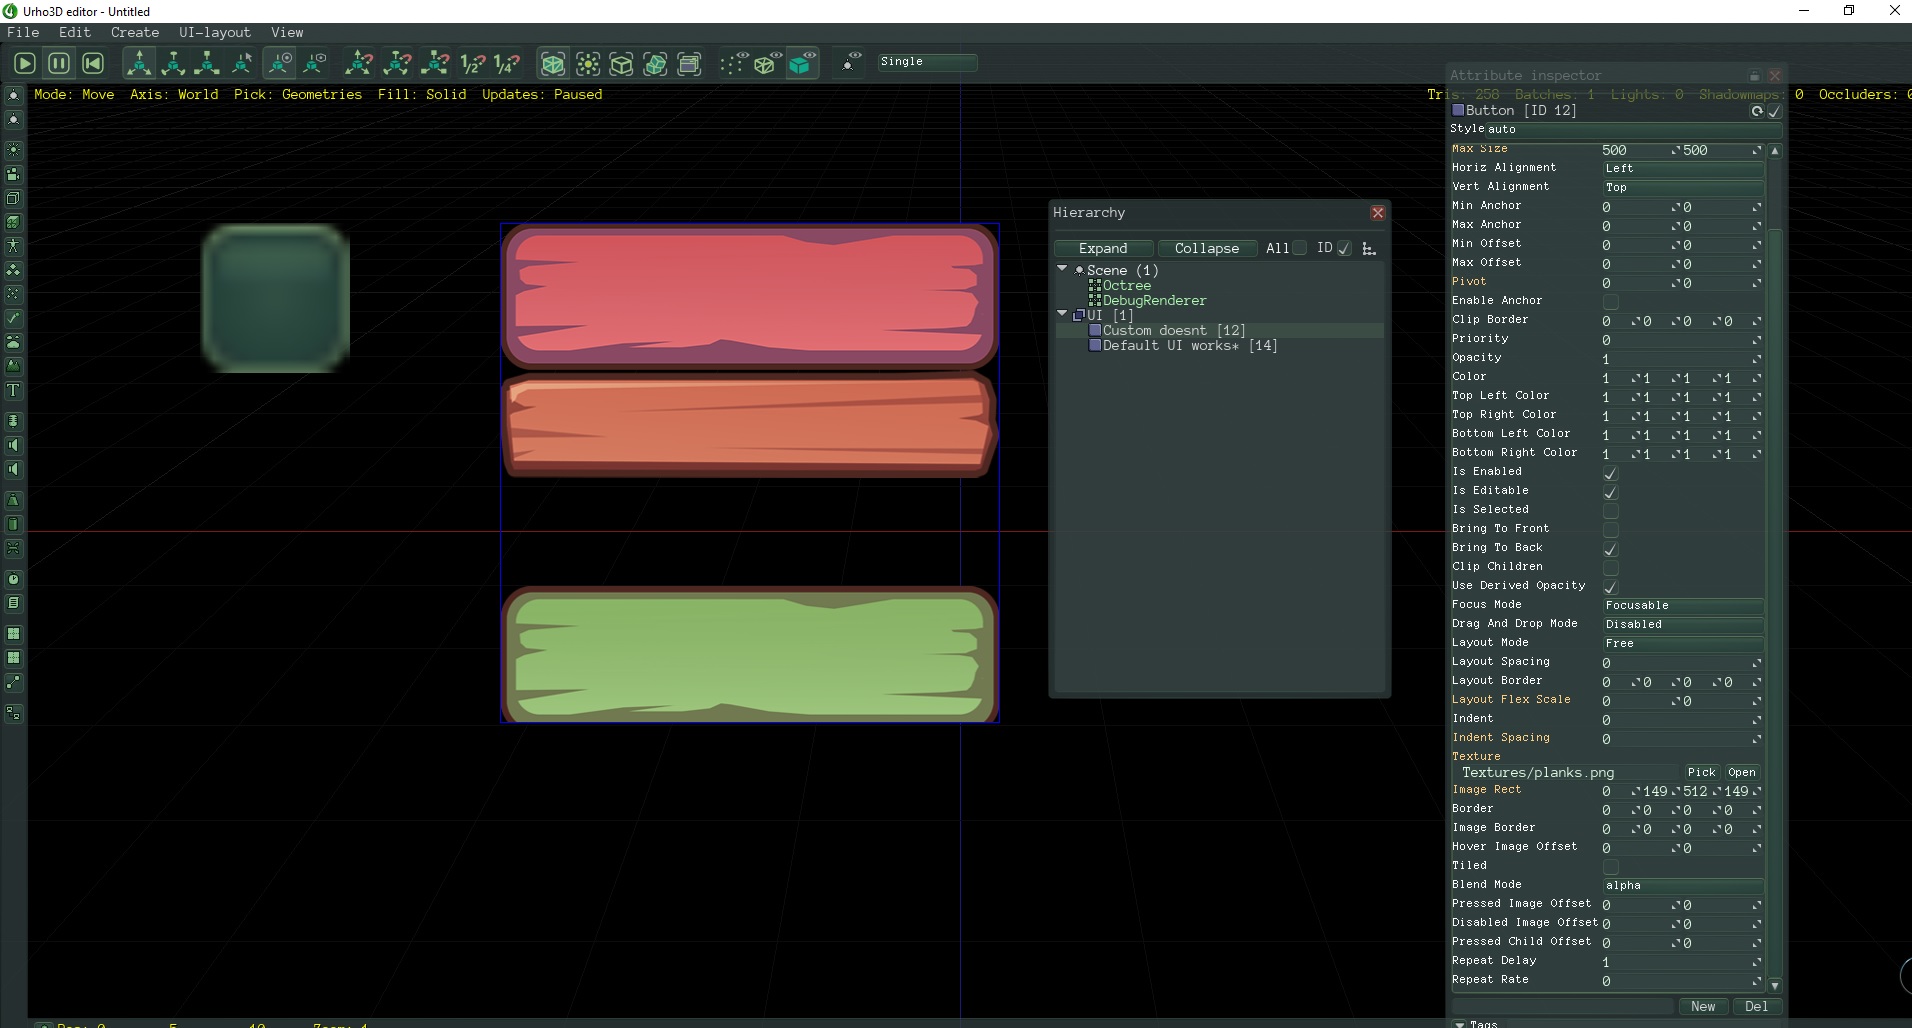 Urho3D editor - Untitled
File Edit Create UI-layout View
1/2? 1/4? Single
Mode: Move Axis: World Pick: Geometries Fill: Solid Updates: Paused
Tris: 258 Batches: 1 Lights: 0 Shadowmaps: 0 Occluders: 0
Attribute inspector
Button [ID 12]
Style auto
Max Size 500 500
Horiz Alignment Left
Vert Alignment Top
Min Anchor 0 0
Max Anchor 0 0
Min Offset 0 0
Max Offset 0 0
Pivot 0 0
Enable Anchor
Clip Border 0 0 0 0
Priority 0
Opacity 1
Color 1 1 1 1
Top Left Color 1 1 1 1
Top Right Color 1 1 1 1
Bottom Left Color 1 1 1 1
Bottom Right Color 1 1 1 1
Is Enabled
Is Editable
Is Selected
Bring To Front
Bring To Back
Clip Children
Use Derived Opacity
Focus Mode Focusable
Drag And Drop Mode Disabled
Layout Mode Free
Layout Spacing 0
Layout Border 0 0 0 0
Layout Flex Scale 0 0
Indent 0
Indent Spacing 0
Texture
Textures/planks.png Pick Open
Image Rect 0 149 512 149
Border 0 0 0 0
Image Border 0 0 0 0
Hover Image Offset 0 0
Tiled
Blend Mode alpha
Pressed Image Offset 0 0
Disabled Image Offset 0 0
Pressed Child Offset 0 0
Repeat Delay 1
Repeat Rate 0
New Del
Tags
Hierarchy
Expand Collapse All ID
Scene (1)
Octree
DebugRenderer
UI [1]
Custom doesnt [12]
Default UI works* [14]
T